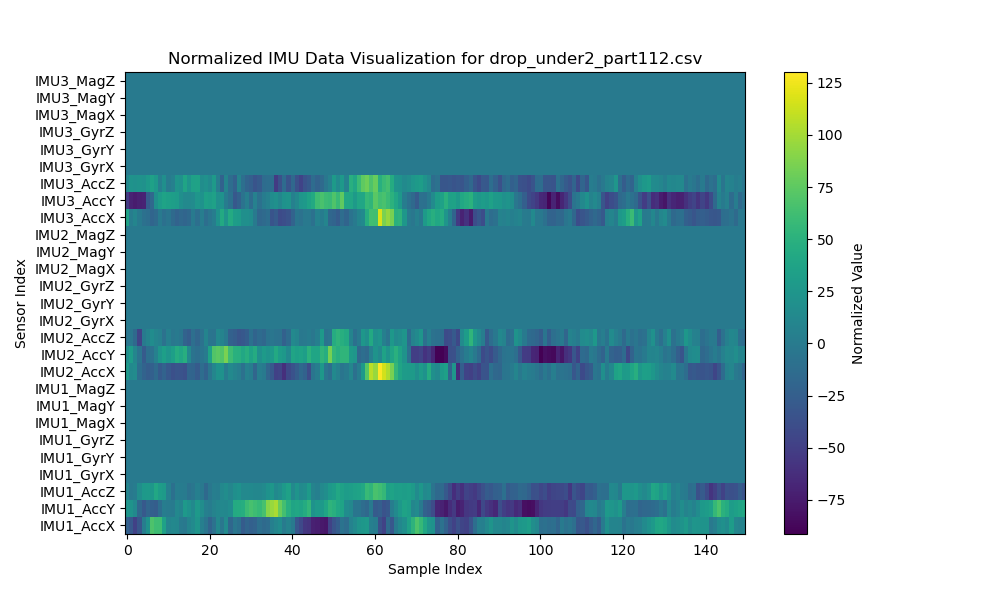 Normalized IMU Data Visualization for drop_under2_part112.csv
IMU3_MagZ
IMU3_MagY
IMU3_MagX
IMU3_GyrZ
IMU3_GyrY
IMU3_GyrX
IMU3_AccZ
IMU3_AccY
IMU3_AccX
IMU2_MagZ
IMU2_MagY
IMU2_MagX
IMU2_GyrZ
IMU2_GyrY
IMU2_GyrX
IMU2_AccZ
IMU2_AccY
IMU2_AccX
IMU1_MagZ
IMU1_MagY
IMU1_MagX
IMU1_GyrZ
IMU1_GyrY
IMU1_GyrX
IMU1_AccZ
IMU1_AccY
IMU1_AccX
Sensor Index
0 20 40 60 80 100 120 140
Sample Index
125
100
75
50
25
0
−25
−50
−75
Normalized Value